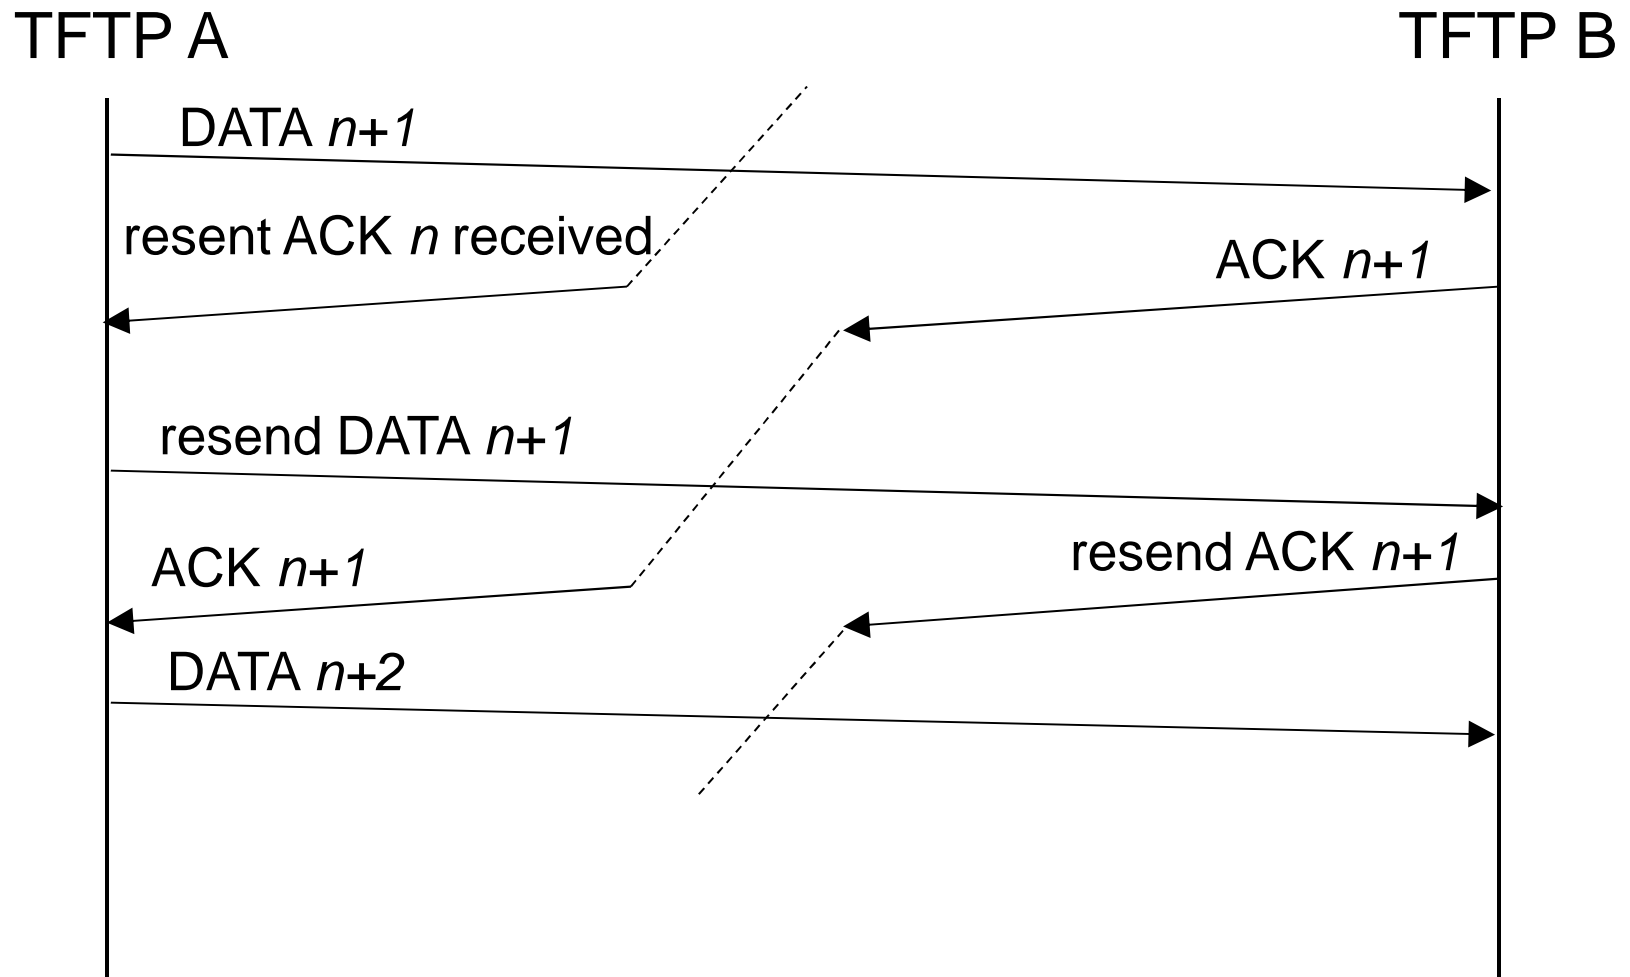 TFTP A
TFTP B
DATA n+1
resent ACK n received
ACK n+1
resend DATA n+1
resend ACK n+1
ACK n+1
DATA n+2